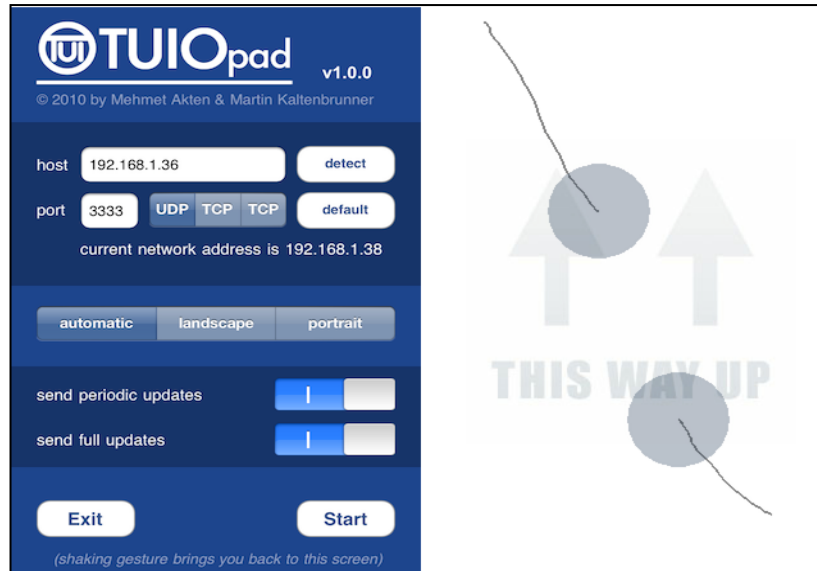 TUI TUIOpad v1.0.0
© 2010 by Mehmet Akten & Martin Kaltenbrunner
host 192.168.1.36 detect
port 3333 UDP TCP TCP default
current network address is 192.168.1.38
automatic landscape portrait
send periodic updates
send full updates
Exit Start
(shaking gesture brings you back to this screen)
THIS WAY UP